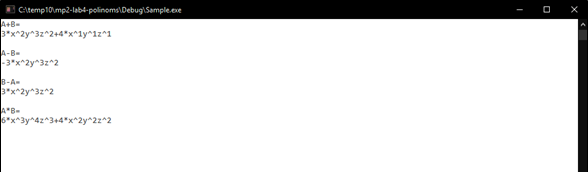 C:\temp10\mp2-lab4-polinoms\Debug\Sample.exe
A+B=
3*x^2y^3z^2+4*x^1y^1z^1
A-B=
-3*x^2y^3z^2
B-A=
3*x^2y^3z^2
A*B=
6*x^3y^4z^3+4*x^2y^2z^2